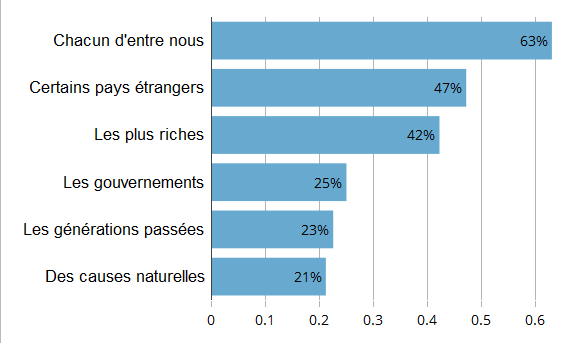 Chacun d'entre nous 63%
Certains pays étrangers 47%
Les plus riches 42%
Les gouvernements 25%
Les générations passées 23%
Des causes naturelles 21%
0 0.1 0.2 0.3 0.4 0.5 0.6